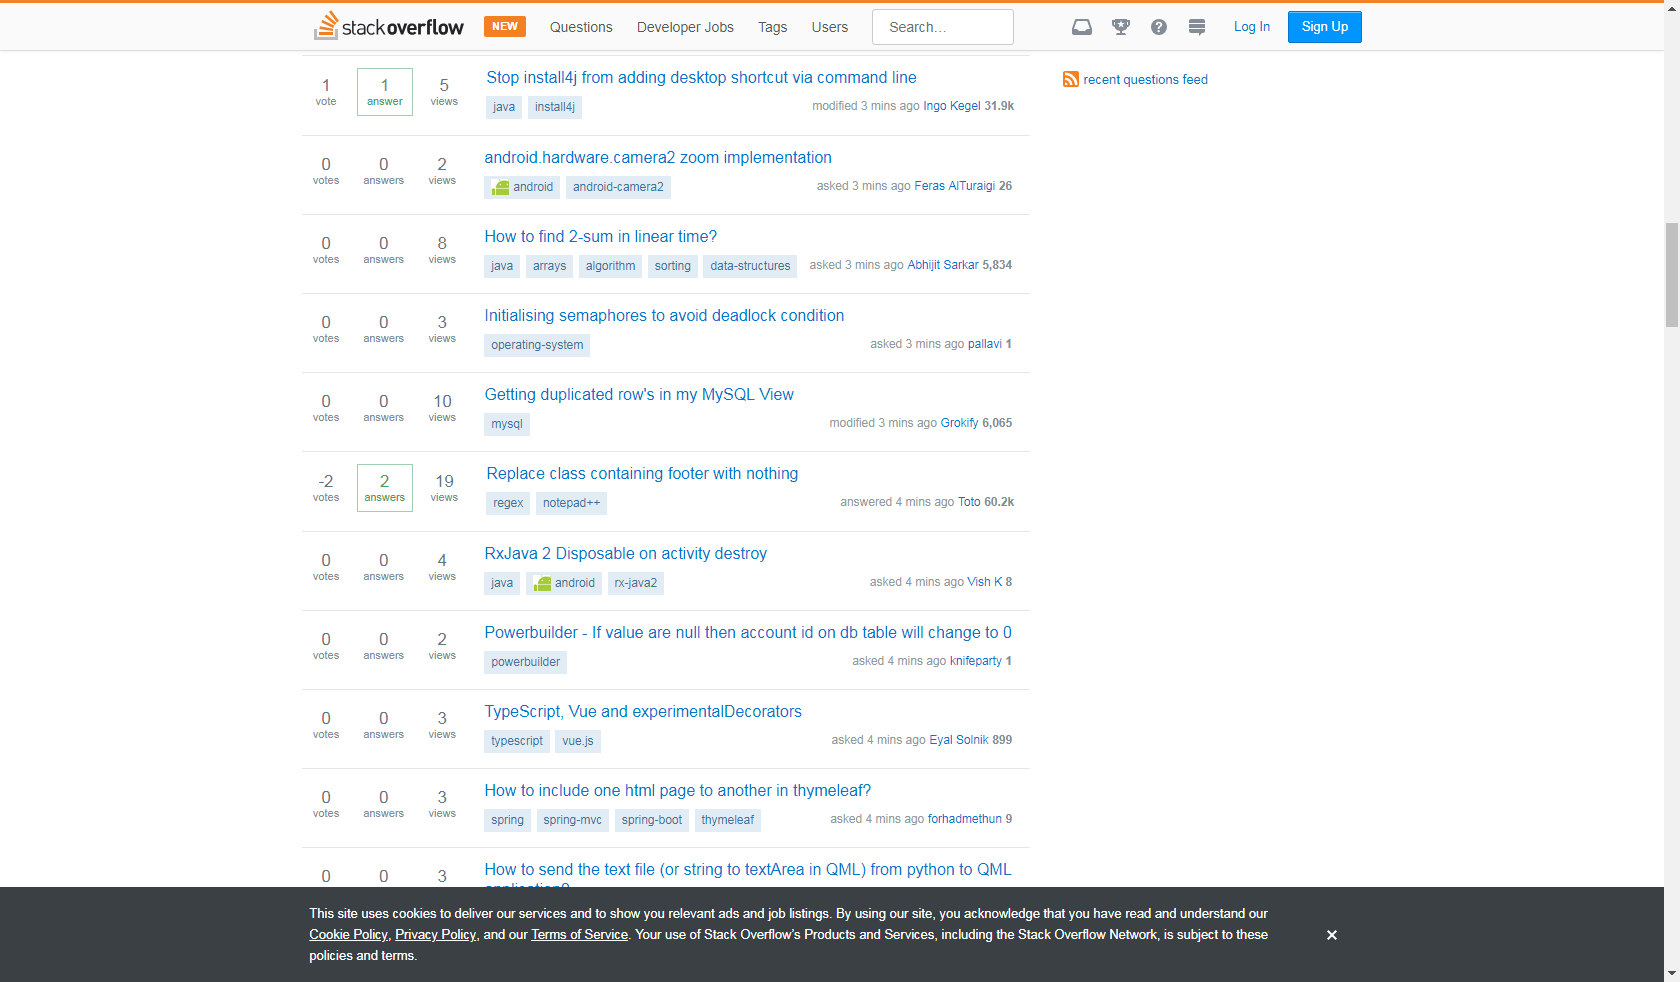 stackoverflow NEW Questions Developer Jobs Tags Users Search... Log In Sign Up
1 vote 1 answer 5 views Stop install4j from adding desktop shortcut via command line
java install4j modified 3 mins ago Ingo Kegel 31.9k
recent questions feed
0 votes 0 answers 2 views android.hardware.camera2 zoom implementation
android android-camera2 asked 3 mins ago Feras AlTuraigi 26
0 votes 0 answers 8 views How to find 2-sum in linear time?
java arrays algorithm sorting data-structures asked 3 mins ago Abhijit Sarkar 5,834
0 votes 0 answers 3 views Initialising semaphores to avoid deadlock condition
operating-system asked 3 mins ago pallavi 1
0 votes 0 answers 10 views Getting duplicated row's in my MySQL View
mysql modified 3 mins ago Grokify 6,065
-2 votes 2 answers 19 views Replace class containing footer with nothing
regex notepad++ answered 4 mins ago Toto 60.2k
0 votes 0 answers 4 views RxJava 2 Disposable on activity destroy
java android rx-java2 asked 4 mins ago Vish K 8
0 votes 0 answers 2 views Powerbuilder - If value are null then account id on db table will change to 0
powerbuilder asked 4 mins ago knifeparty 1
0 votes 0 answers 3 views TypeScript, Vue and experimentalDecorators
typescript vue.js asked 4 mins ago Eyal Solnik 899
0 votes 0 answers 3 views How to include one html page to another in thymeleaf?
spring spring-mvc spring-boot thymeleaf asked 4 mins ago forhadmethun 9
0 0 3 How to send the text file (or string to textArea in QML) from python to QML
This site uses cookies to deliver our services and to show you relevant ads and job listings. By using our site, you acknowledge that you have read and understand our
Cookie Policy, Privacy Policy, and our Terms of Service. Your use of Stack Overflow's Products and Services, including the Stack Overflow Network, is subject to these
policies and terms.